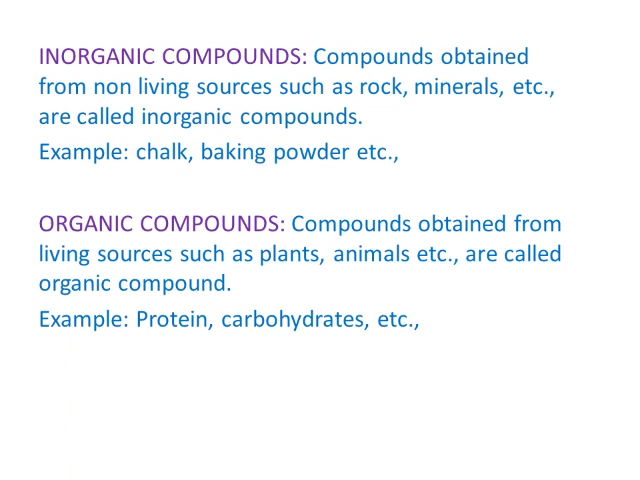 INORGANIC COMPOUNDS: Compounds obtained
from non living sources such as rock, minerals, etc.,
are called inorganic compounds.
Example: chalk, baking powder etc.,
ORGANIC COMPOUNDS: Compounds obtained from
living sources such as plants, animals etc., are called
organic compound.
Example: Protein, carbohydrates, etc.,